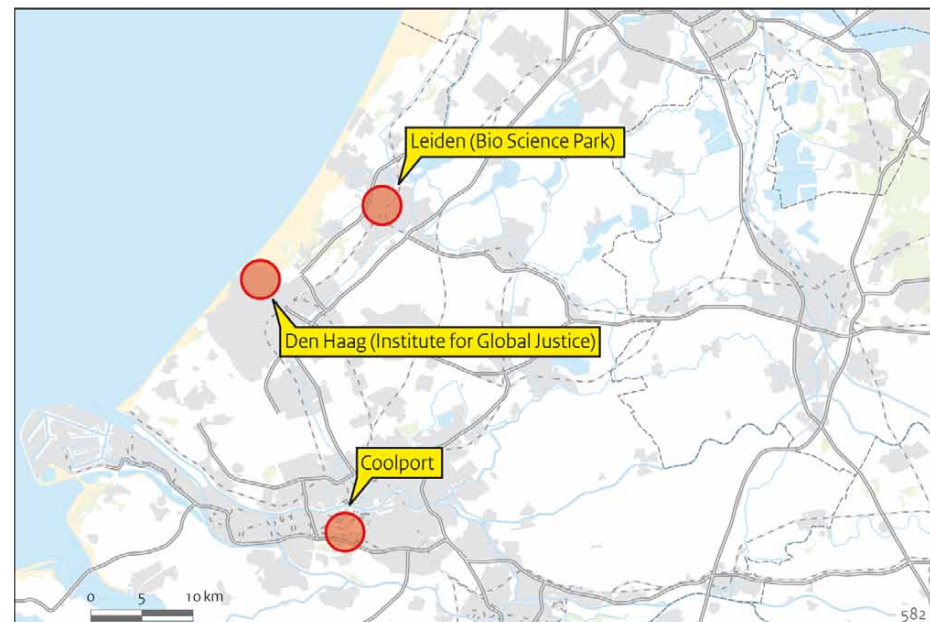 Leiden (Bio Science Park)
Den Haag (Institute for Global Justice)
Coolport
0 5 10 km
582